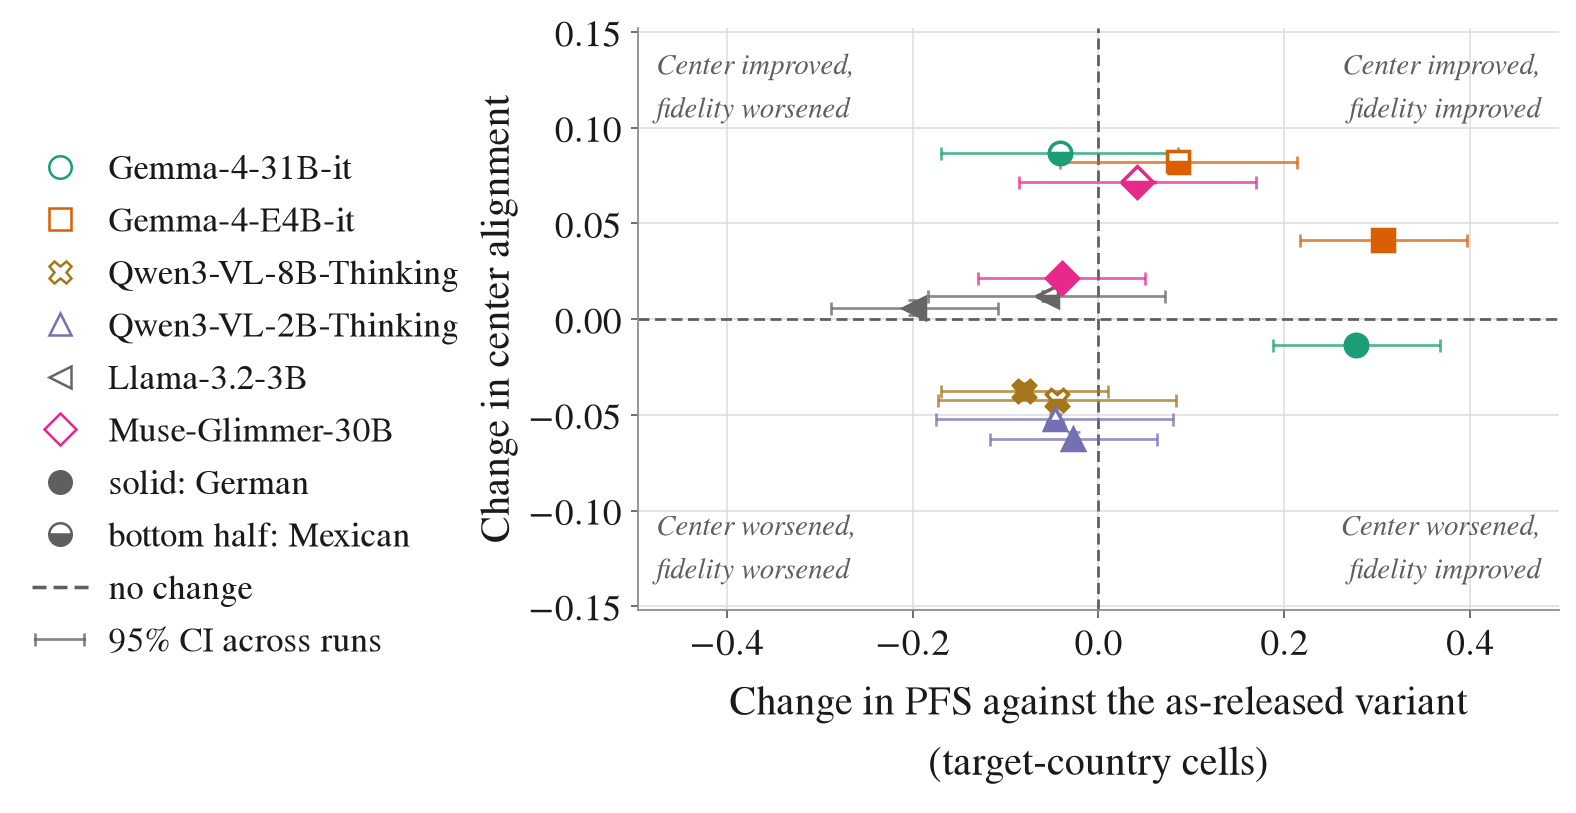 Gemma-4-31B-it
Gemma-4-E4B-it
Qwen3-VL-8B-Thinking
Qwen3-VL-2B-Thinking
Llama-3.2-3B
Muse-Glimmer-30B
solid: German
bottom half: Mexican
no change
95% CI across runs
Change in center alignment
0.15
0.10
0.05
0.00
−0.05
−0.10
−0.15
Center improved,
fidelity worsened
Center improved,
fidelity improved
Center worsened,
fidelity worsened
Center worsened,
fidelity improved
−0.4
−0.2
0.0
0.2
0.4
Change in PFS against the as-released variant
(target-country cells)